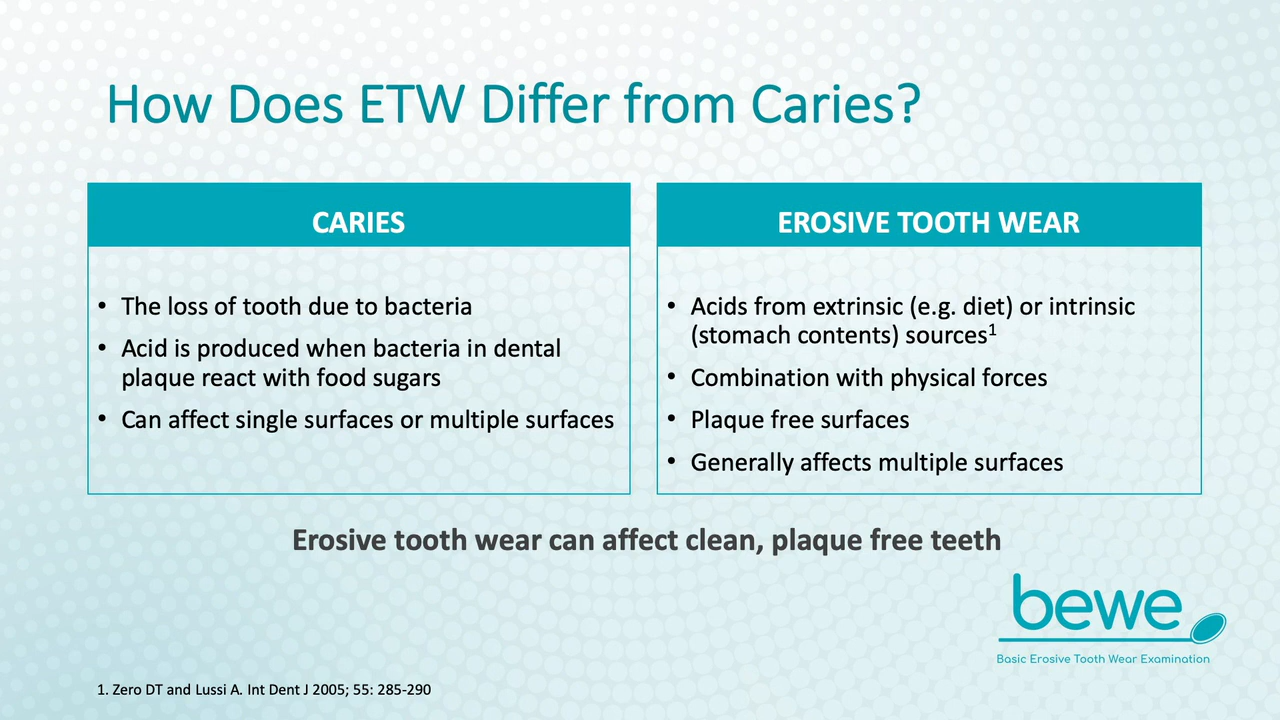 How Does ETW Differ from Caries?
CARIES
• The loss of tooth due to bacteria
• Acid is produced when bacteria in dental
plaque react with food sugars
• Can affect single surfaces or multiple surfaces
EROSIVE TOOTH WEAR
• Acids from extrinsic (e.g. diet) or intrinsic
(stomach contents) sources¹
• Combination with physical forces
• Plaque free surfaces
• Generally affects multiple surfaces
Erosive tooth wear can affect clean, plaque free teeth
bewe
Basic Erosive Tooth Wear Examination
1. Zero DT and Lussi A. Int Dent J 2005; 55: 285-290